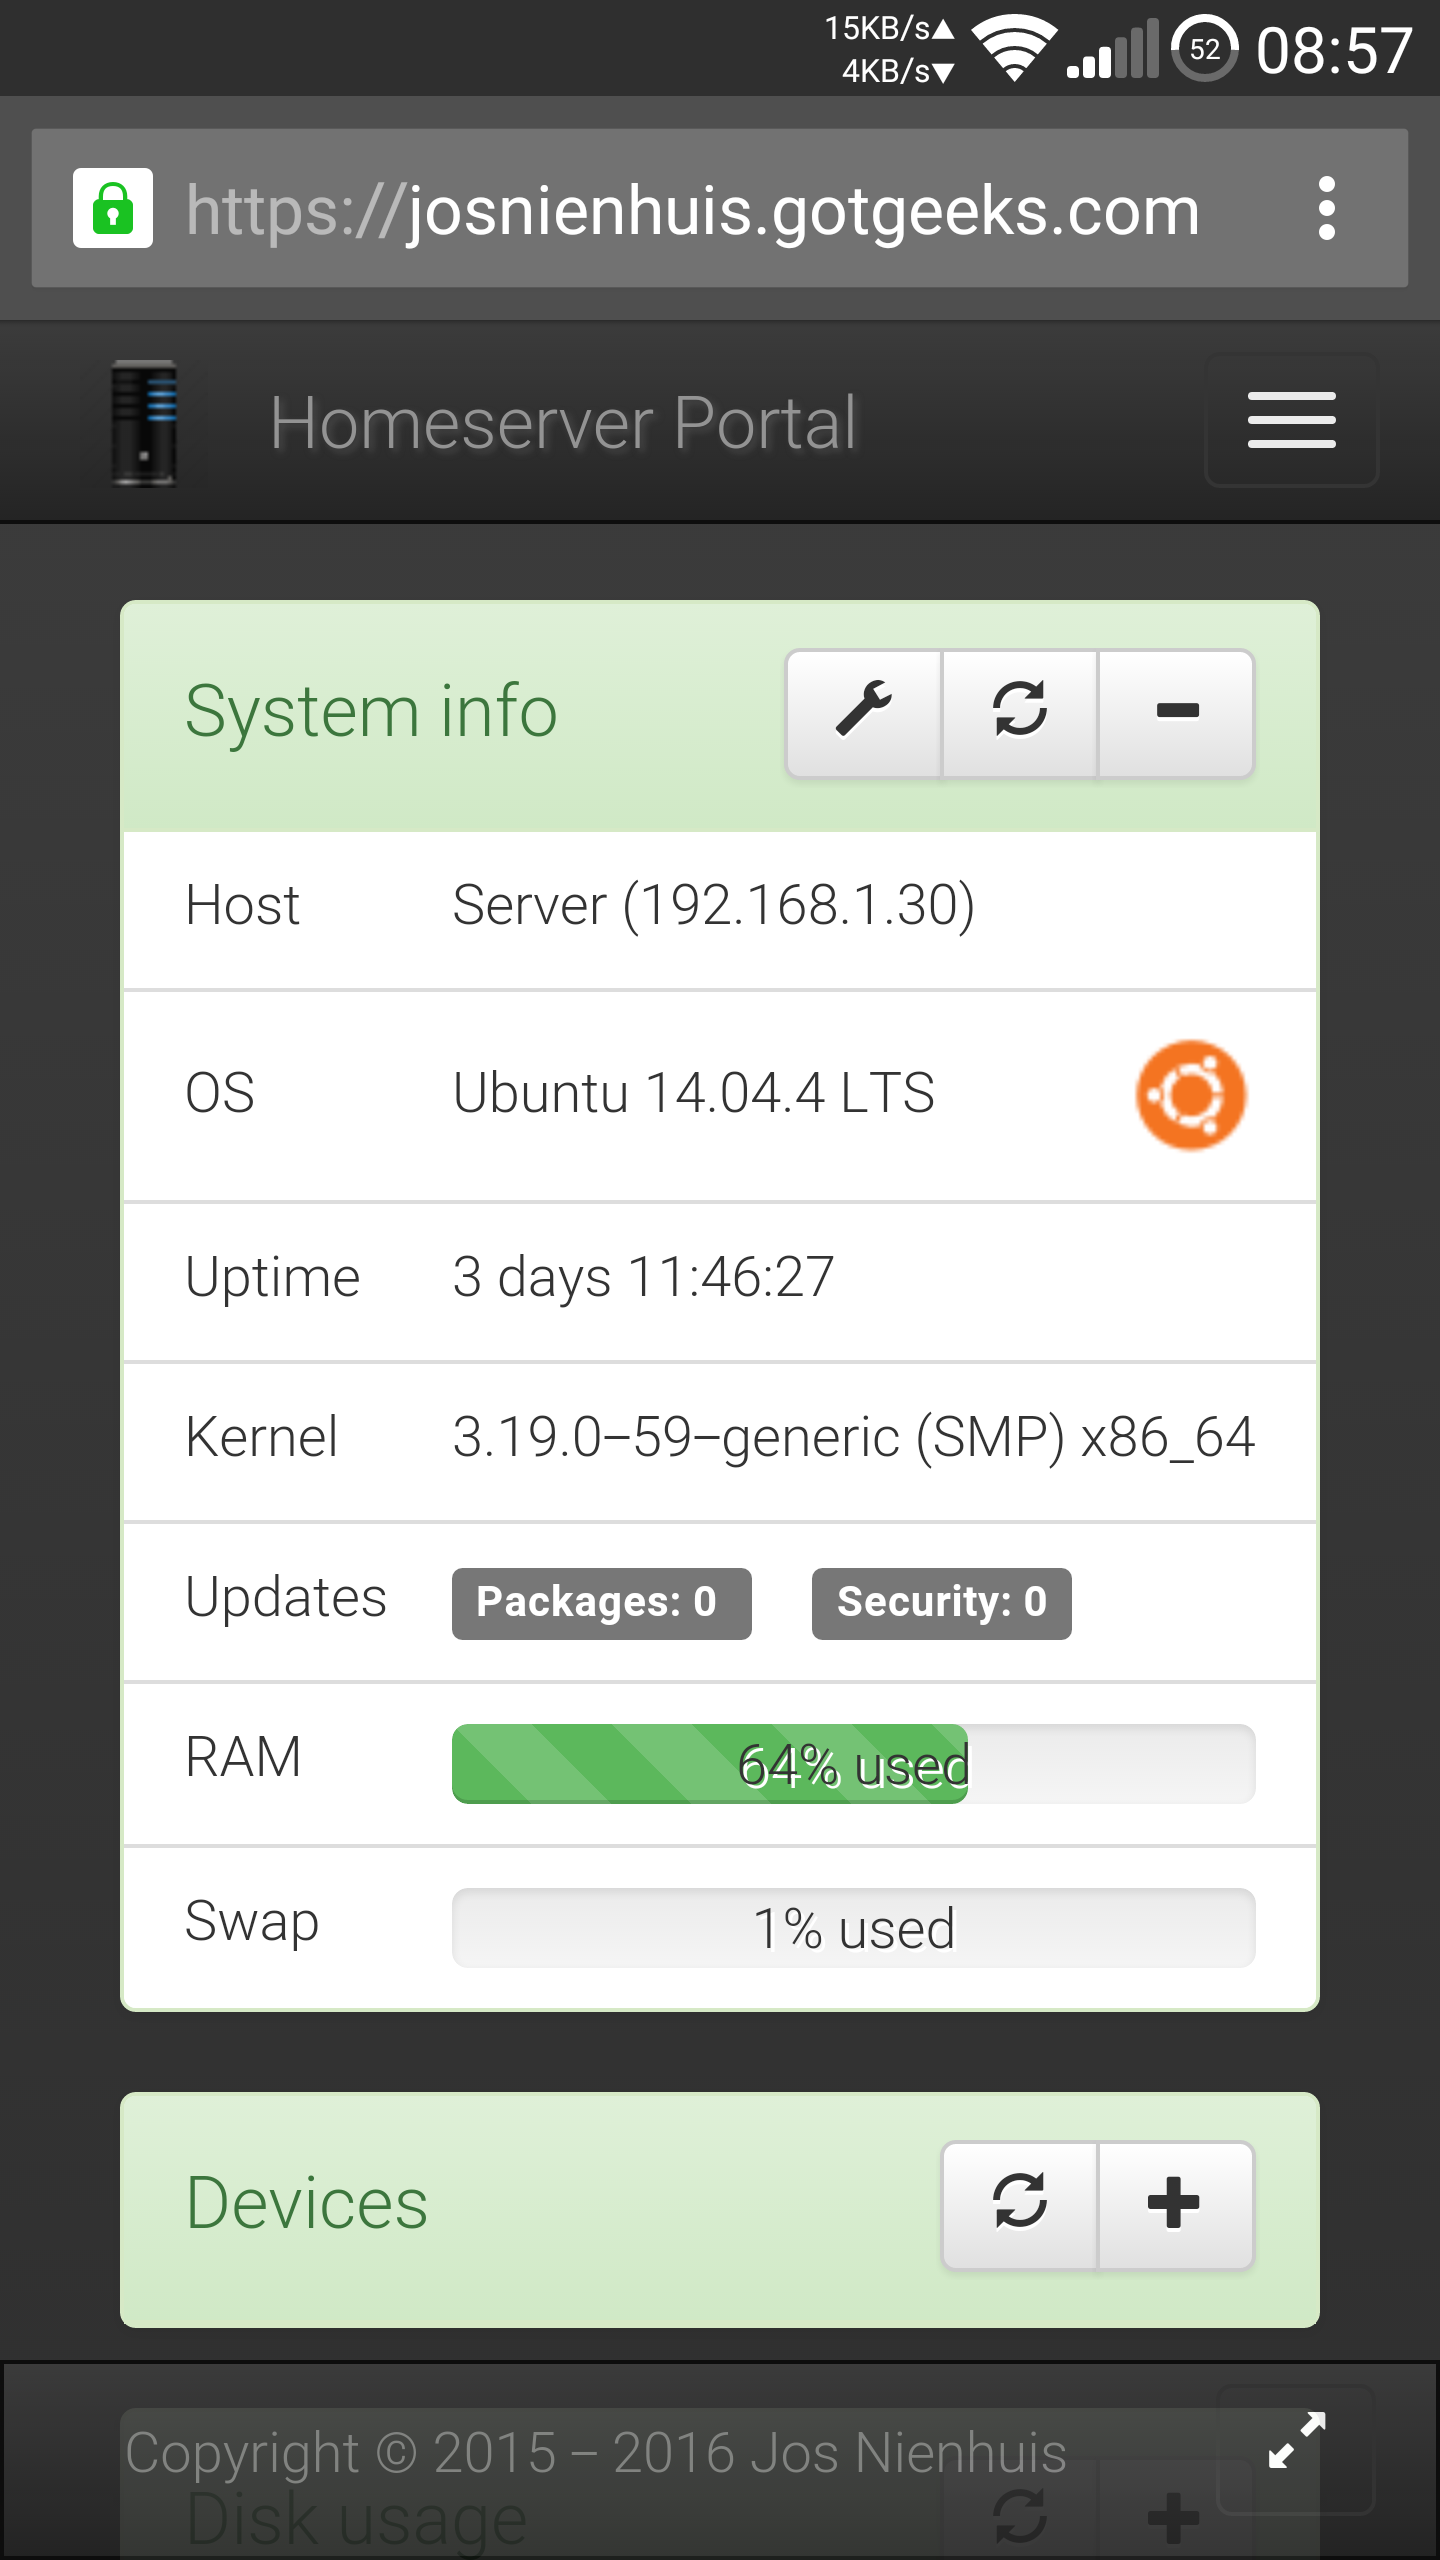 15KB/s▲
4KB/s▼
52
08:57
https://josnienhuis.gotgeeks.com
Homeserver Portal
System info
Host Server (192.168.1.30)
OS Ubuntu 14.04.4 LTS
Uptime 3 days 11:46:27
Kernel 3.19.0-59-generic (SMP) x86_64
Updates Packages: 0 Security: 0
RAM 64% used
Swap 1% used
Devices
Copyright © 2015 - 2016 Jos Nienhuis
Disk usage